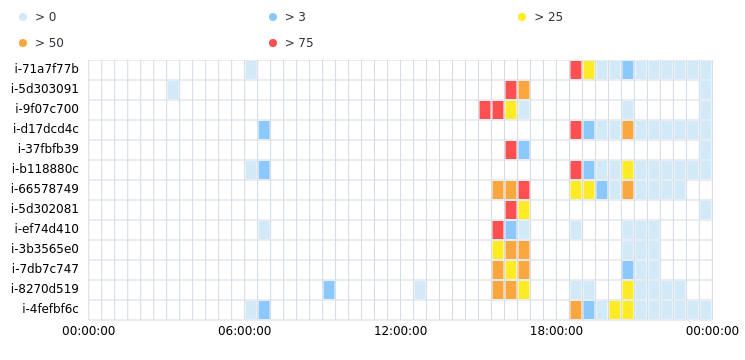 > 0
> 3
> 25
> 50
> 75
i-71a7f77b
i-5d303091
i-9f07c700
i-d17dcd4c
i-37fbfb39
i-b118880c
i-66578749
i-5d302081
i-ef74d410
i-3b3565e0
i-7db7c747
i-8270d519
i-4fefbf6c
00:00:00 06:00:00 12:00:00 18:00:00 00:00:00